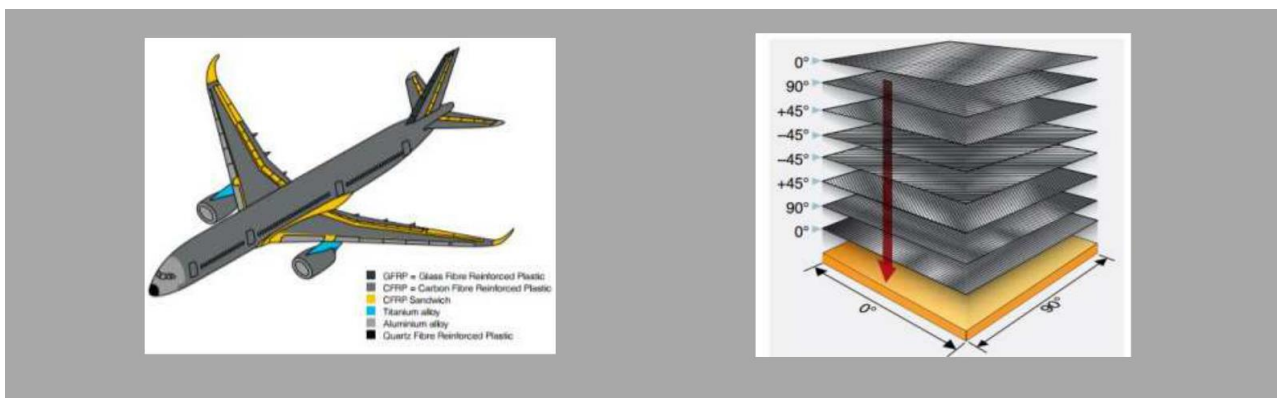 GFRP = Glass Fibre Reinforced Plastic
CFRP = Carbon Fibre Reinforced Plastic
CFRP Sandwich
Titanium alloy
Aluminium alloy
Quartz Fibre Reinforced Plastic
0°
90°
+45°
−45°
−45°
+45°
90°
0°
0°
90°